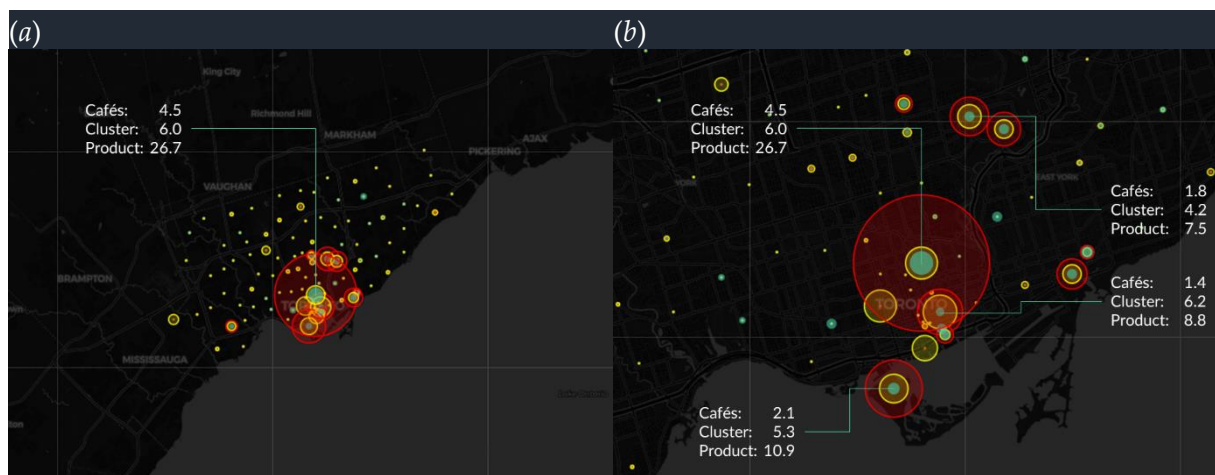 (a)
King City
Richmond Hill
Cafés: 4.5
Cluster: 6.0
Product: 26.7
MARKHAM
AJAX
PICKERING
VAUGHAN
BRAMPTON
TORONTO
MISSISSAUGA
Lake Ontario
(b)
Cafés: 4.5
Cluster: 6.0
Product: 26.7
YORK
EAST YORK
Cafés: 1.8
Cluster: 4.2
Product: 7.5
TORONTO
Cafés: 1.4
Cluster: 6.2
Product: 8.8
Cafés: 2.1
Cluster: 5.3
Product: 10.9